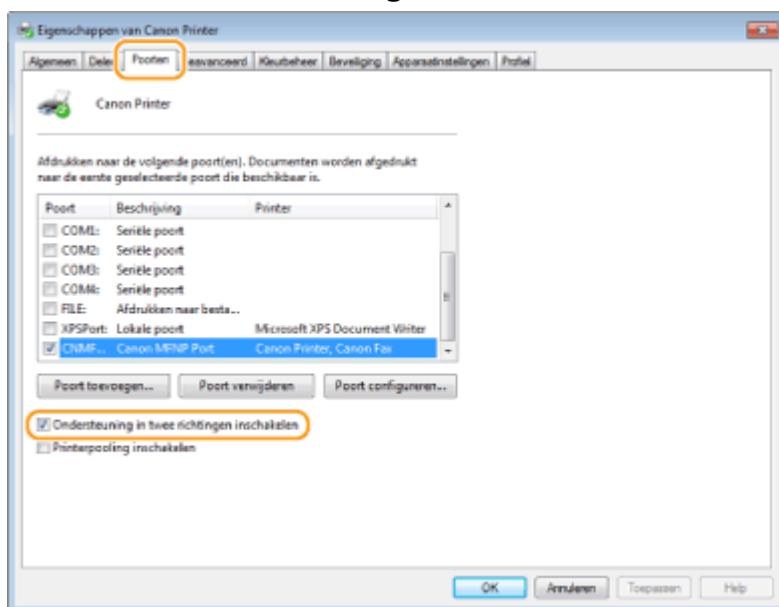 Eigenschappen van Canon Printer
Algemeen Poorten Kleurbeheer Beveiliging Apparaatinstellingen Profiel
Canon Printer
Afdrukken naar de volgende poort(en). Documenten worden afgedrukt
naar de eerste geselecteerde poort die beschikbaar is.
Poort Beschrijving Printer
COM1: Seriële poort
COM2: Seriële poort
COM3: Seriële poort
COM4: Seriële poort
FILE: Afdrukken naar besta...
XPSPort: Lokale poort Microsoft XPS Document Writer
CNMF... Canon MFNP Port Canon Printer, Canon Fax
Poort toevoegen... Poort verwijderen Poort configureren...
Ondersteuning in twee richtingen inschakelen
Printerpooling inschakelen
OK Annuleren Toepassen Help